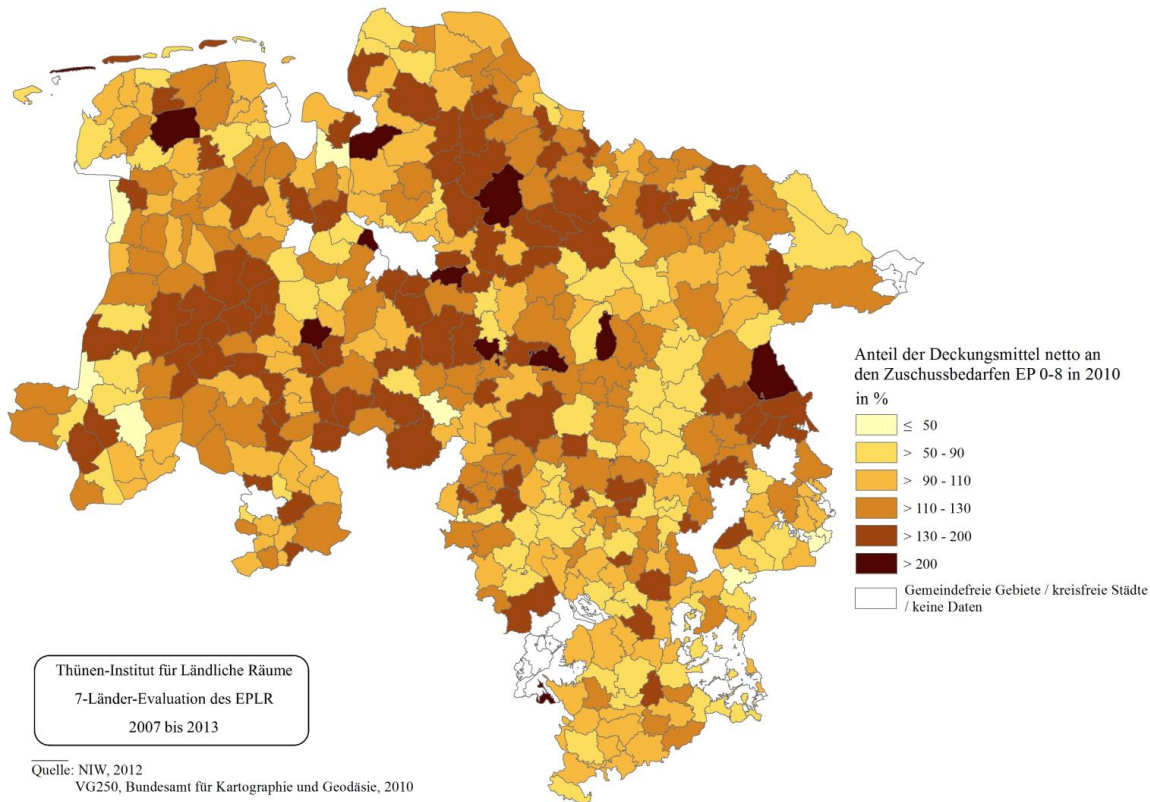 Anteil der Deckungsmittel netto an
den Zuschussbedarfen EP 0-8 in 2010
in %
≤ 50
> 50 - 90
> 90 - 110
> 110 - 130
> 130 - 200
> 200
Gemeindefreie Gebiete / kreisfreie Städte
/ keine Daten
Thünen-Institut für Ländliche Räume
7-Länder-Evaluation des EPLR
2007 bis 2013
Quelle: NIW, 2012
VG250, Bundesamt für Kartographie und Geodäsie, 2010